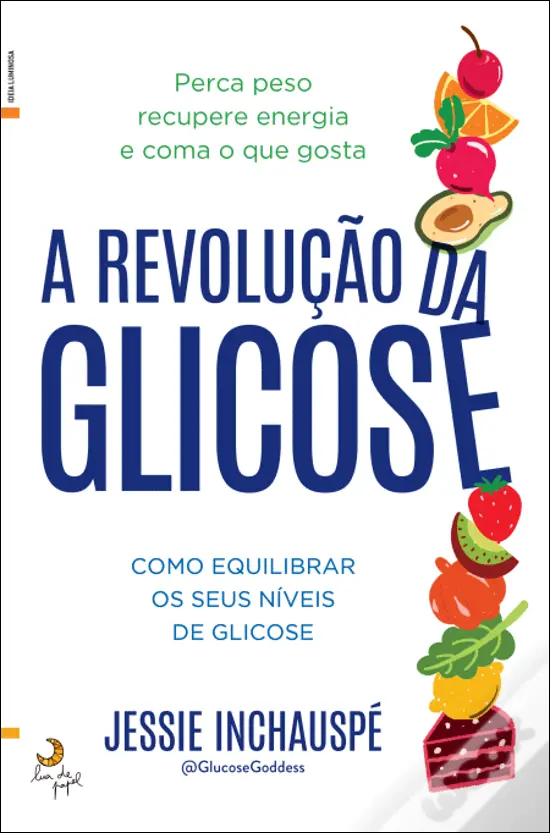 IDEIA LUMINOSA
Perca peso
recupere energia
e coma o que gosta
A REVOLUÇÃO DA
GLICOSE
COMO EQUILIBRAR
OS SEUS NÍVEIS
DE GLICOSE
JESSIE INCHAUSPÉ
@GlucoseGoddess
lua de
papel